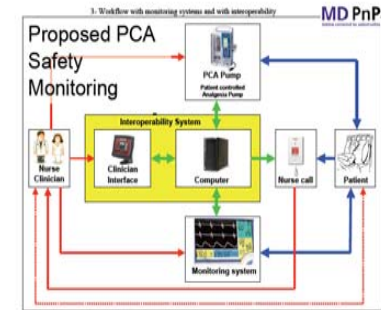 3- Workflow with monitoring systems and with interoperability
MD PnP
Proposed PCA
Safety
Monitoring
PCA Pump
Patient controlled
Analgesia Pump
Interoperability System
Nurse
Clinician
Clinician
Interface
Computer
Nurse call
Patient
Monitoring system